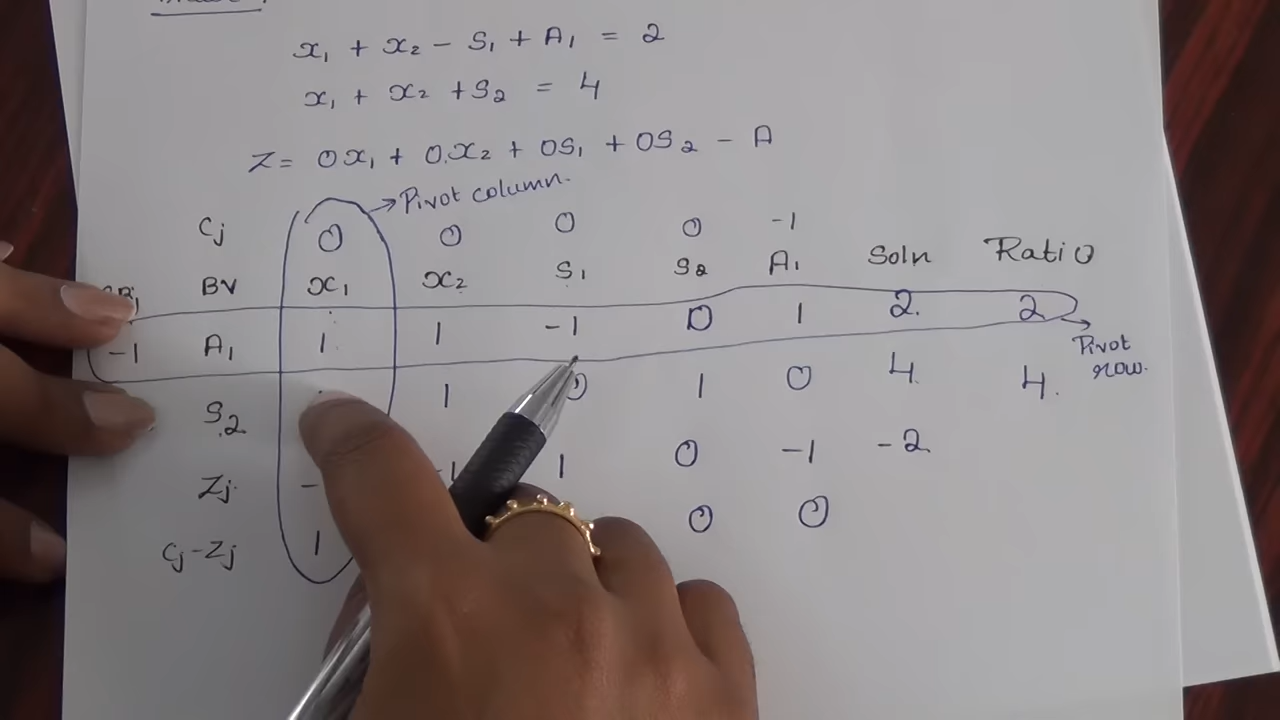 x₁ + x₂ - S₁ + A₁ = 2
x₁ + x₂ + S₂ = 4
Z = 0x₁ + 0.x₂ + 0S₁ + 0S₂ - A
→ Pivot column.
Cj 0 0 0 0 -1
BV x₁ x₂ S₁ S₂ A₁ Soln Ratio
-1 A₁ 1 1 -1 0 1 2. 2 → Pivot row.
S₂ 1 0 1 0 4 4.
Zj - -1 1 0 -1 -2
Cj-Zj 1 0 0